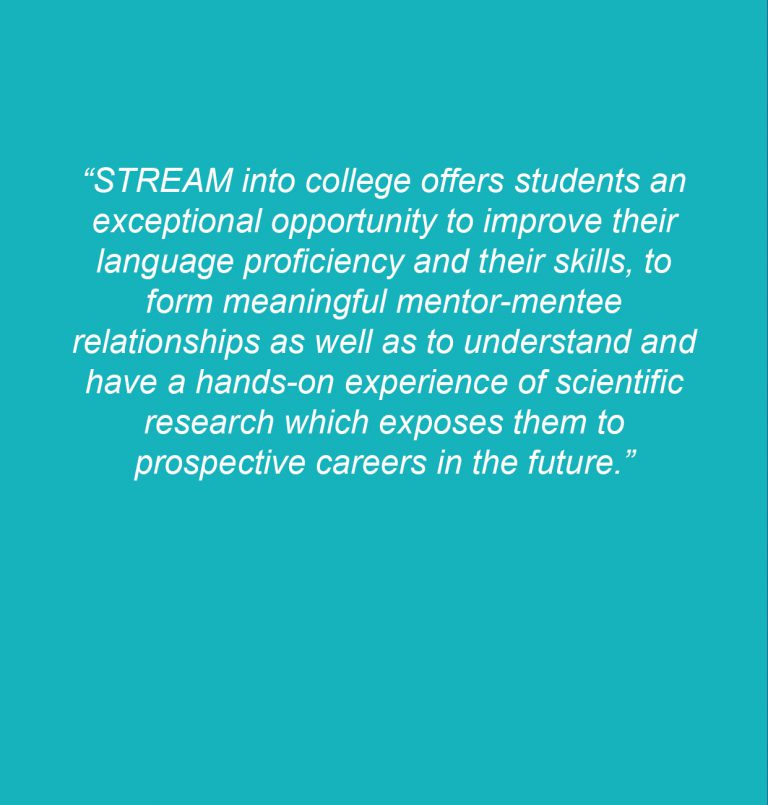 “STREAM into college offers students an
exceptional opportunity to improve their
language proficiency and their skills, to
form meaningful mentor-mentee
relationships as well as to understand and
have a hands-on experience of scientific
research which exposes them to
prospective careers in the future.”